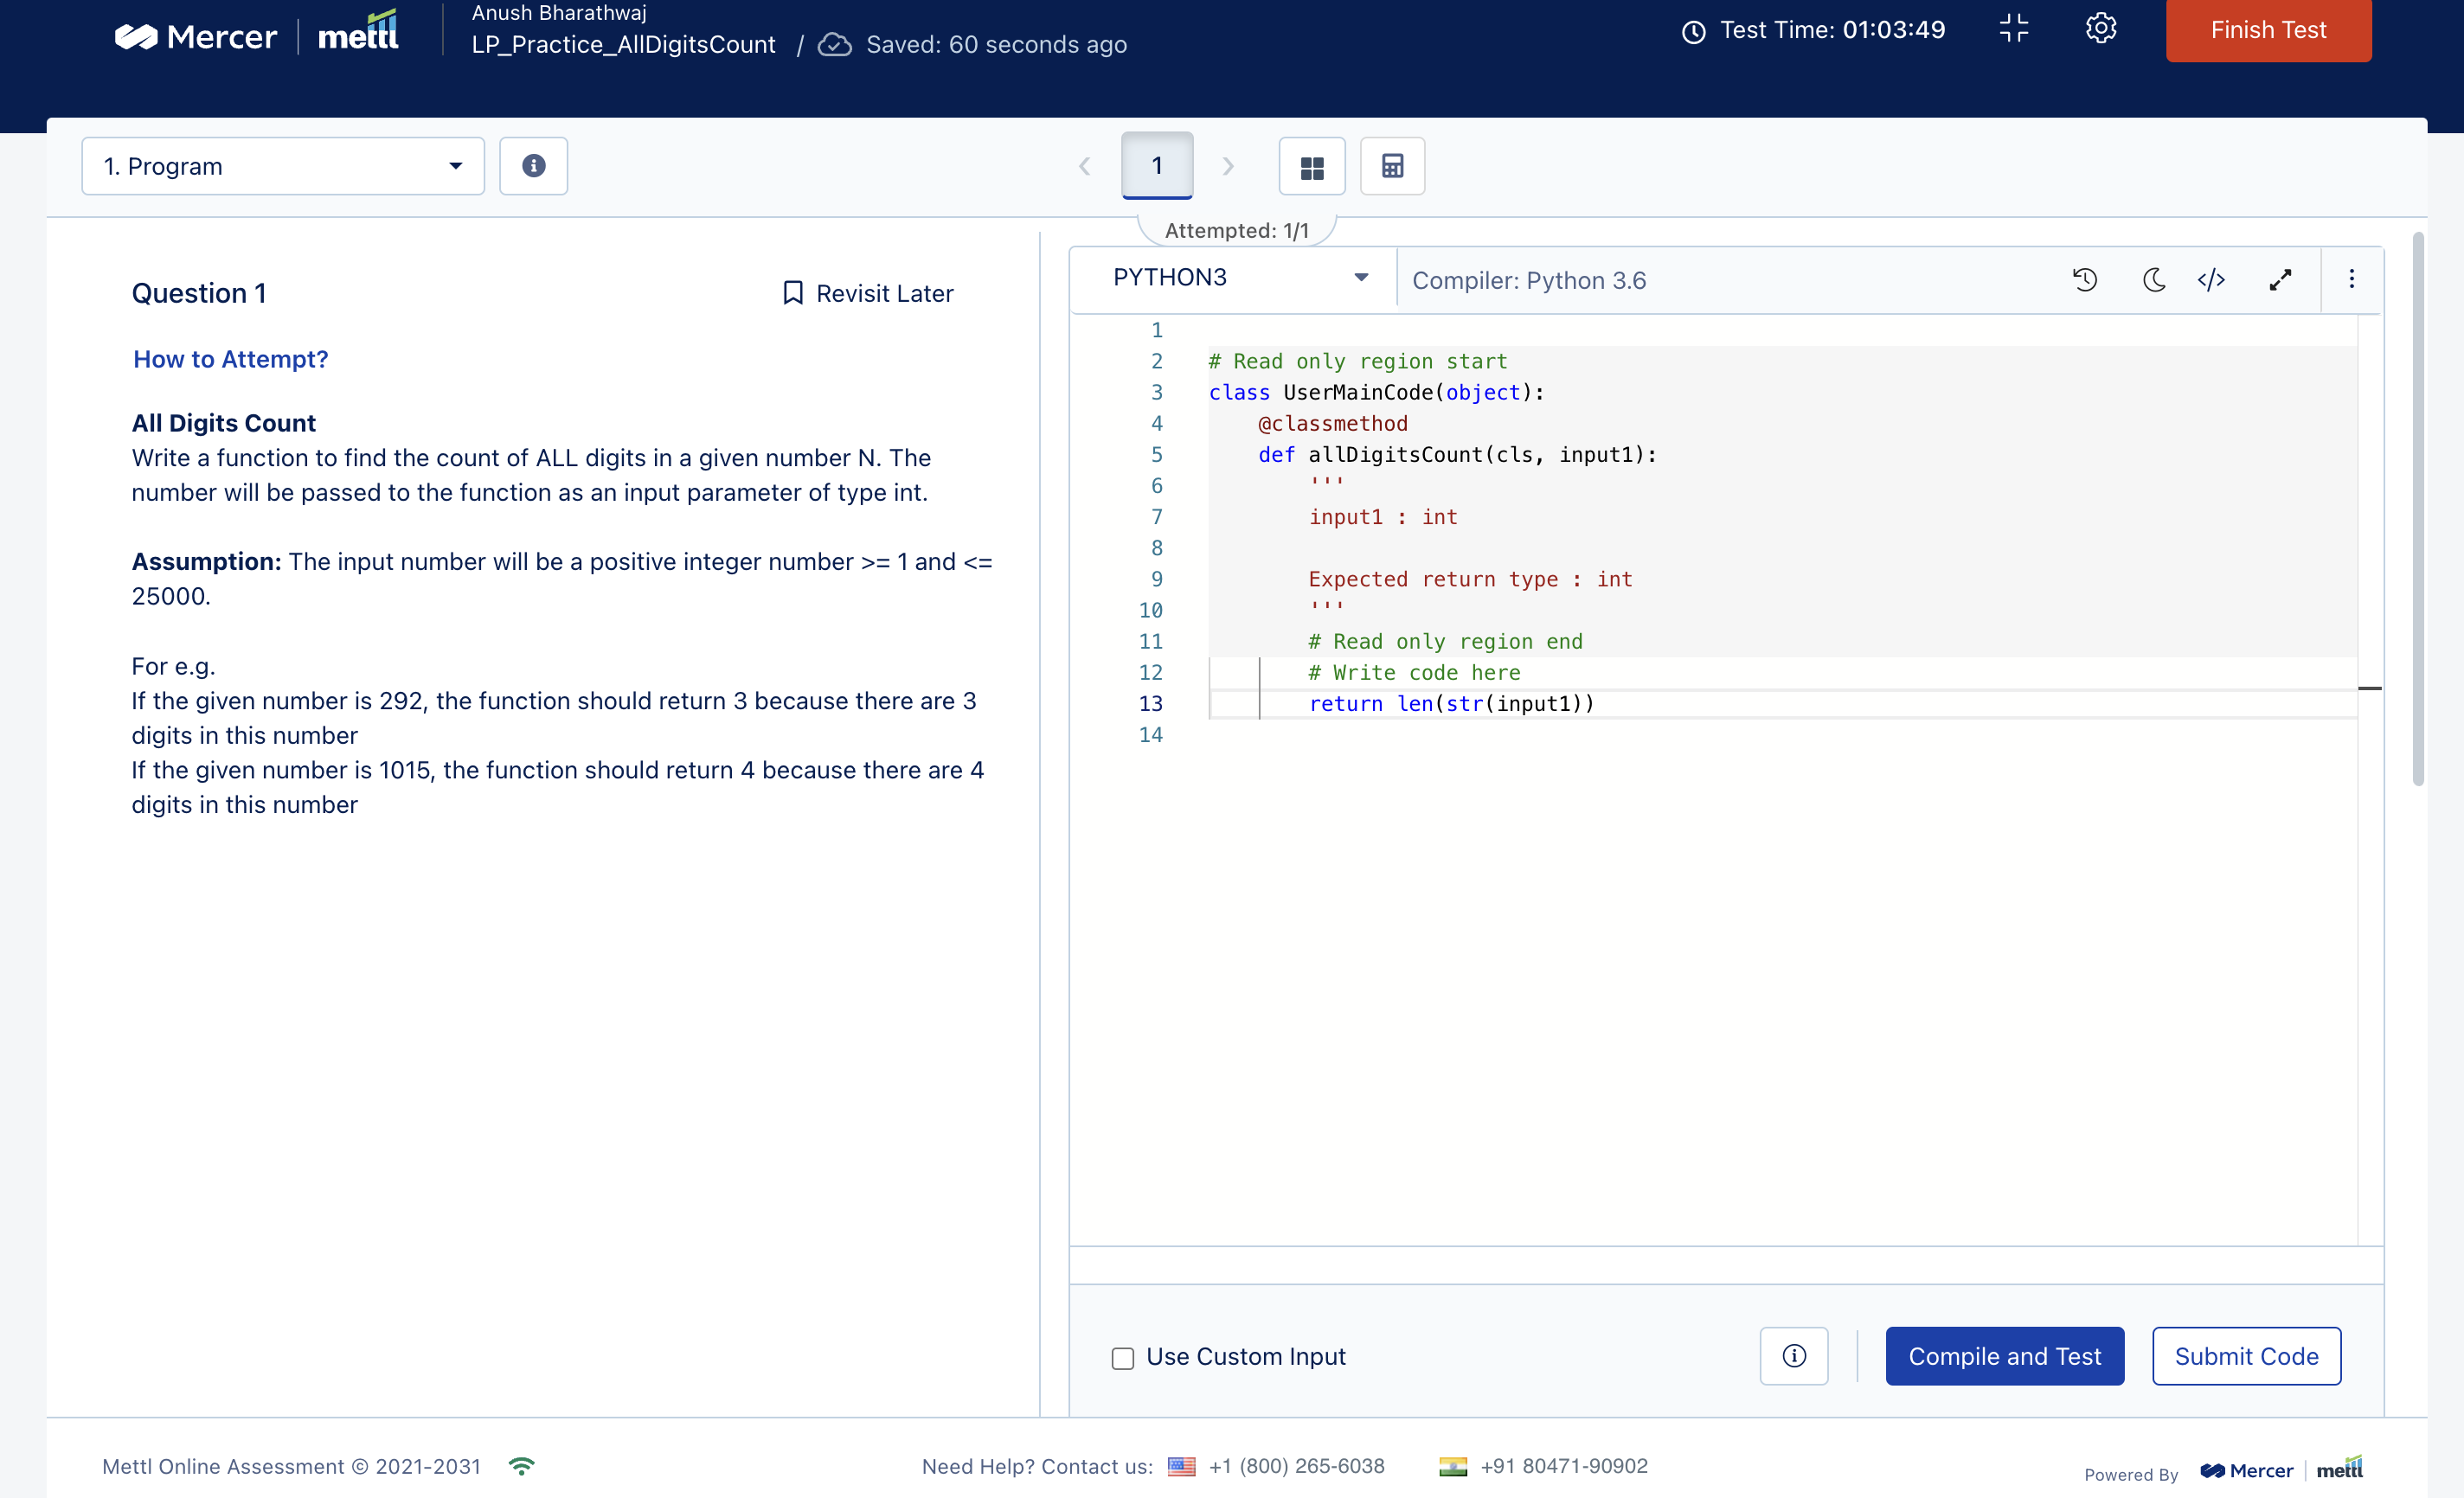 Mercer
mettl
Anush Bharathwaj
LP_Practice_AllDigitsCount / Saved: 60 seconds ago
Test Time: 01:03:49
Finish Test
1. Program
1
Attempted: 1/1
Question 1
Revisit Later
How to Attempt?
All Digits Count
Write a function to find the count of ALL digits in a given number N. The
number will be passed to the function as an input parameter of type int.
Assumption: The input number will be a positive integer number >= 1 and <=
25000.
For e.g.
If the given number is 292, the function should return 3 because there are 3
digits in this number
If the given number is 1015, the function should return 4 because there are 4
digits in this number
PYTHON3
Compiler: Python 3.6
1
2 # Read only region start
3 class UserMainCode(object):
4 @classmethod
5 def allDigitsCount(cls, input1):
6 '''
7 input1 : int
8
9 Expected return type : int
10 '''
11 # Read only region end
12 # Write code here
13 return len(str(input1))
14
Use Custom Input
Compile and Test
Submit Code
Mettl Online Assessment © 2021-2031
Need Help? Contact us: +1 (800) 265-6038 +91 80471-90902
Powered By Mercer mettl